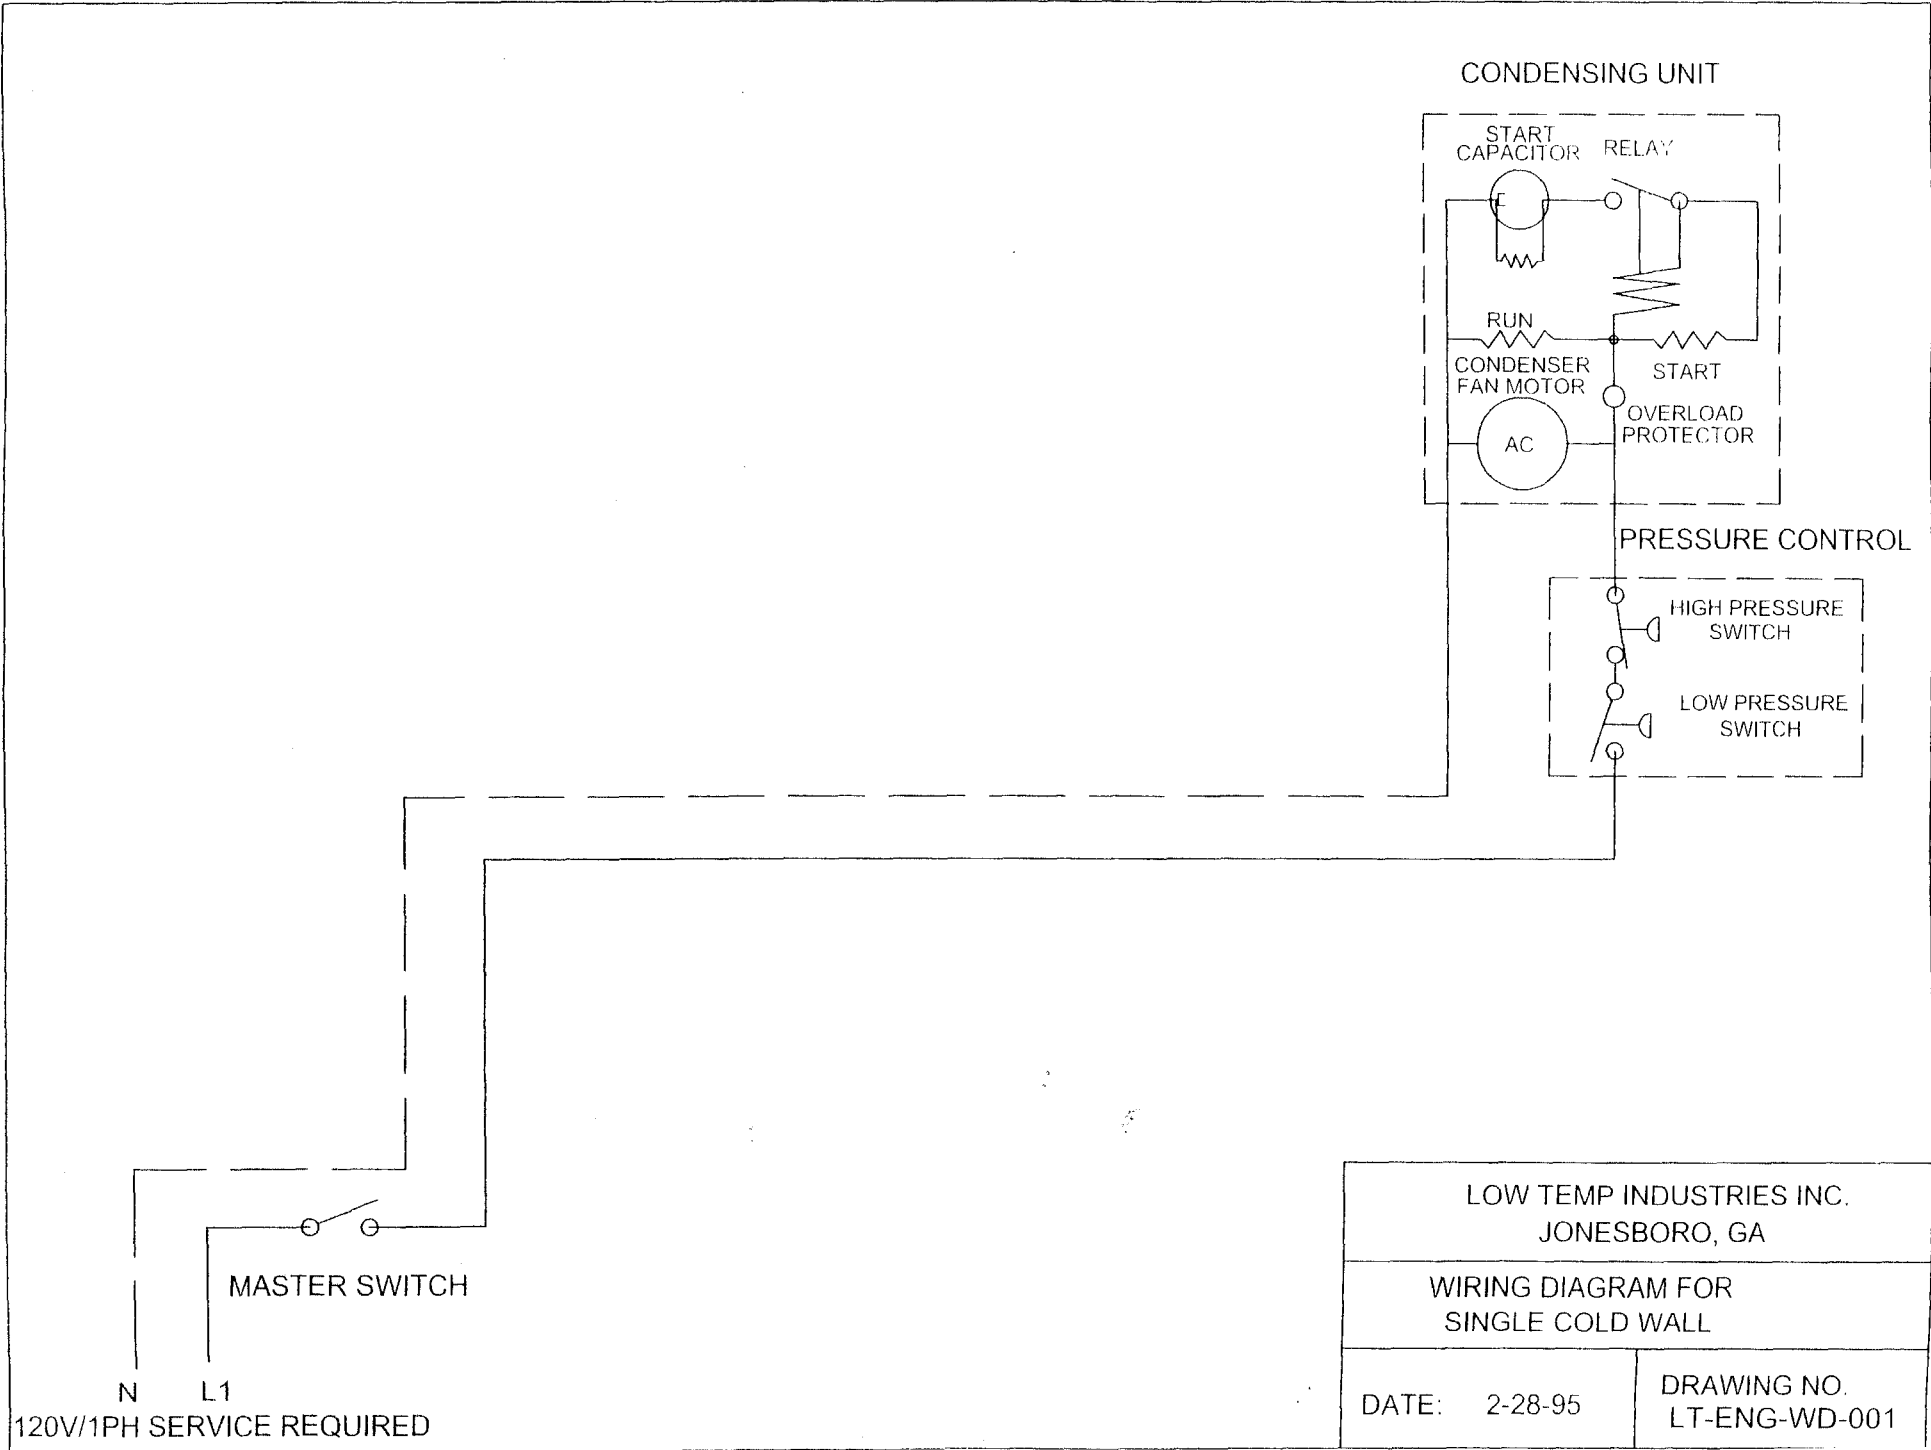 CONDENSING UNIT
START
CAPACITOR
RELAY
RUN
CONDENSER
FAN MOTOR
START
OVERLOAD
PROTECTOR
AC
PRESSURE CONTROL
HIGH PRESSURE
SWITCH
LOW PRESSURE
SWITCH
MASTER SWITCH
N
L1
120V/1PH SERVICE REQUIRED
LOW TEMP INDUSTRIES INC.
JONESBORO, GA
WIRING DIAGRAM FOR
SINGLE COLD WALL
DATE: 2-28-95
DRAWING NO.
LT-ENG-WD-001